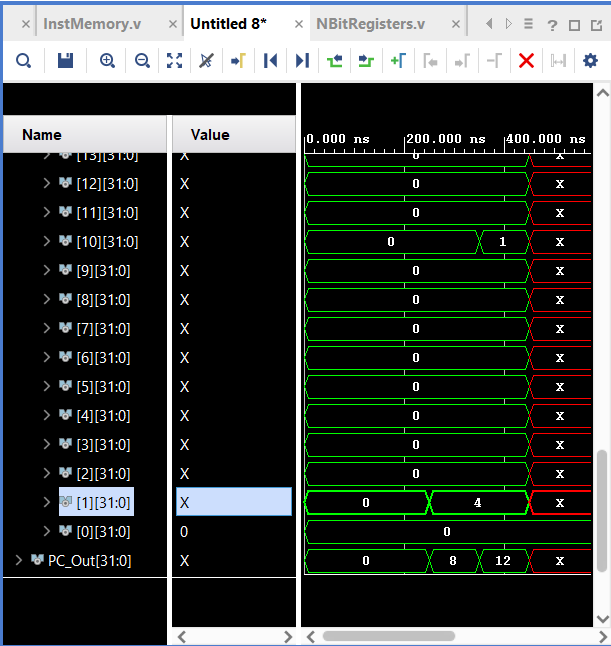 InstMemory.v Untitled 8* NBitRegisters.v
Name Value
0.000 ns 200.000 ns 400.000 ns
[13][31:0] X 0 X
[12][31:0] X 0 X
[11][31:0] X 0 X
[10][31:0] X 0 1 X
[9][31:0] X 0 X
[8][31:0] X 0 X
[7][31:0] X 0 X
[6][31:0] X 0 X
[5][31:0] X 0 X
[4][31:0] X 0 X
[3][31:0] X 0 X
[2][31:0] X 0 X
[1][31:0] X 0 4 X
[0][31:0] 0 0
PC_Out[31:0] X 0 8 12 X